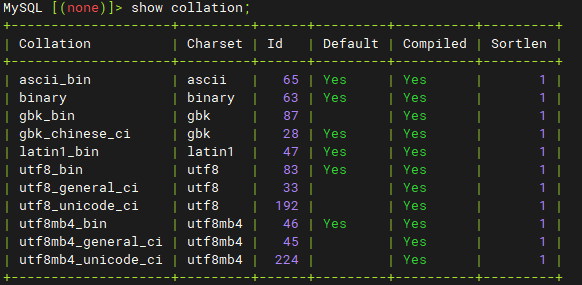 MySQL [(none)]> show collation;
+--------------------+---------+------+---------+----------+---------+
| Collation          | Charset | Id   | Default | Compiled | Sortlen |
+--------------------+---------+------+---------+----------+---------+
| ascii_bin          | ascii   |   65 | Yes     | Yes      |       1 |
| binary             | binary  |   63 | Yes     | Yes      |       1 |
| gbk_bin            | gbk     |   87 |         | Yes      |       1 |
| gbk_chinese_ci     | gbk     |   28 | Yes     | Yes      |       1 |
| latin1_bin         | latin1  |   47 | Yes     | Yes      |       1 |
| utf8_bin           | utf8    |   83 | Yes     | Yes      |       1 |
| utf8_general_ci    | utf8    |   33 |         | Yes      |       1 |
| utf8_unicode_ci    | utf8    |  192 |         | Yes      |       1 |
| utf8mb4_bin        | utf8mb4 |   46 | Yes     | Yes      |       1 |
| utf8mb4_general_ci | utf8mb4 |   45 |         | Yes      |       1 |
| utf8mb4_unicode_ci | utf8mb4 |  224 |         | Yes      |       1 |
+--------------------+---------+------+---------+----------+---------+